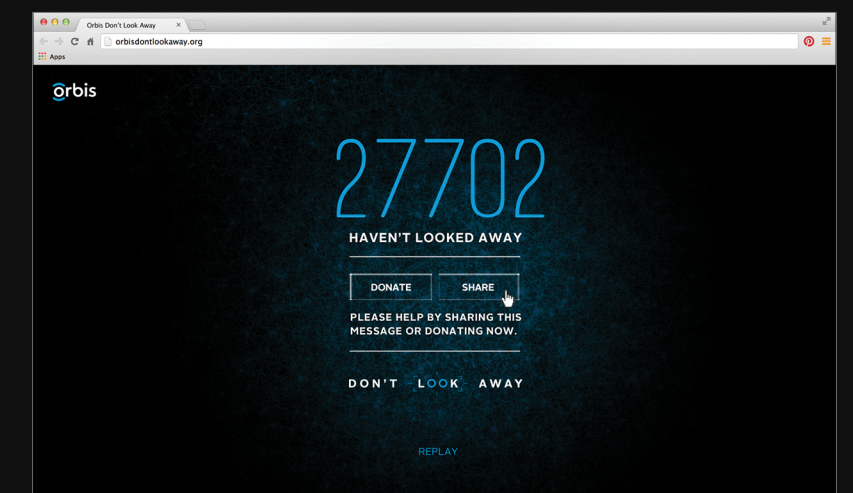 Orbis Don't Look Away
orbisdontlookaway.org
Apps
orbis
27702
HAVEN'T LOOKED AWAY
DONATE
SHARE
PLEASE HELP BY SHARING THIS
MESSAGE OR DONATING NOW.
DON'T LOOK AWAY
REPLAY